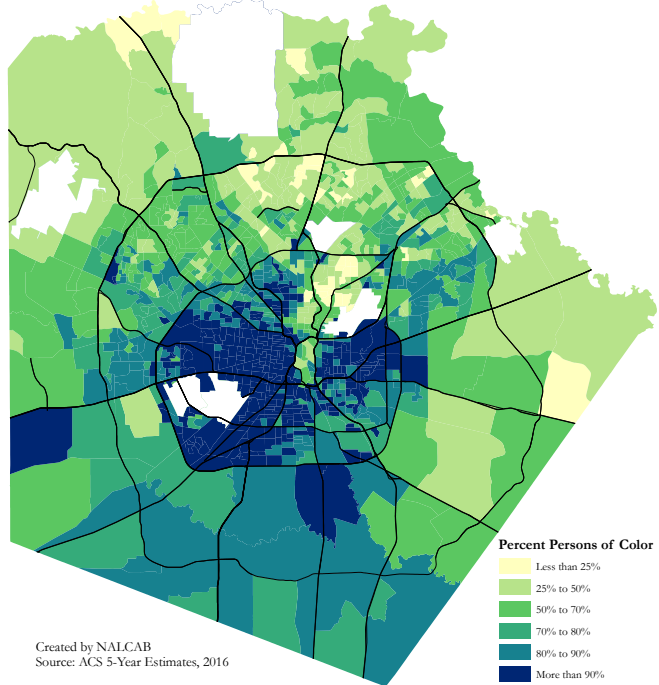 Percent Persons of Color
Less than 25%
25% to 50%
50% to 70%
70% to 80%
80% to 90%
More than 90%
Created by NALCAB
Source: ACS 5-Year Estimates, 2016